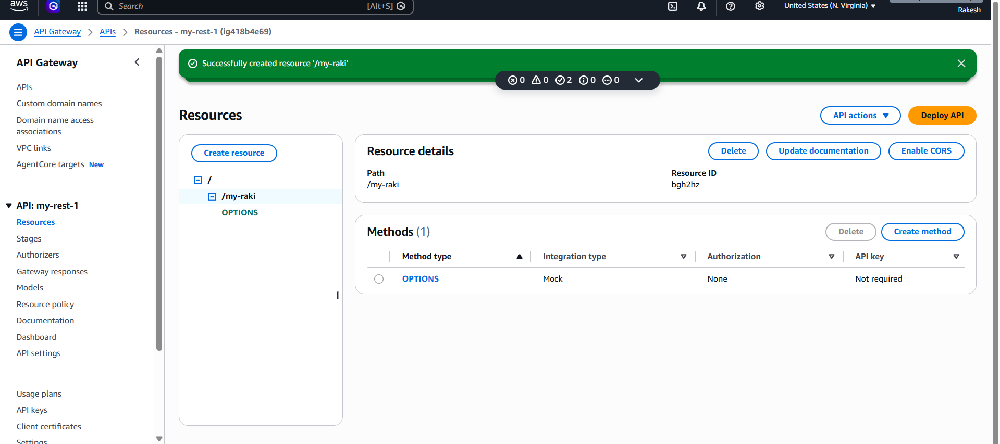 aws
Search [Alt+S]
United States (N. Virginia)
Rakesh
API Gateway
APIs
Resources - my-rest-1 (ig418b4e69)
API Gateway
APIs
Custom domain names
Domain name access
associations
VPC links
AgentCore targets New
API: my-rest-1
Resources
Stages
Authorizers
Gateway responses
Models
Resource policy
Documentation
Dashboard
API settings
Usage plans
API keys
Client certificates
Settings
Successfully created resource '/my-raki'
0 0 2 0 0
Resources
API actions
Deploy API
Create resource
/
/my-raki
OPTIONS
Resource details
Delete
Update documentation
Enable CORS
Path
/my-raki
Resource ID
bgh2hz
Methods (1)
Delete
Create method
Method type Integration type Authorization API key
OPTIONS Mock None Not required